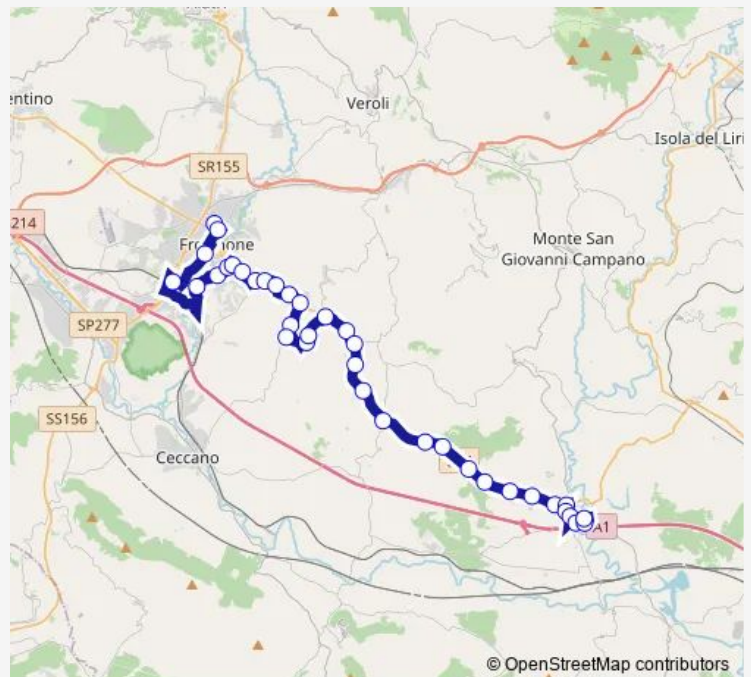 entino
Veroli
Isola del Liri
SR155
214
Monte San
Giovanni Campano
SP277
SS156
Ceccano
A1
© OpenStreetMap contributors